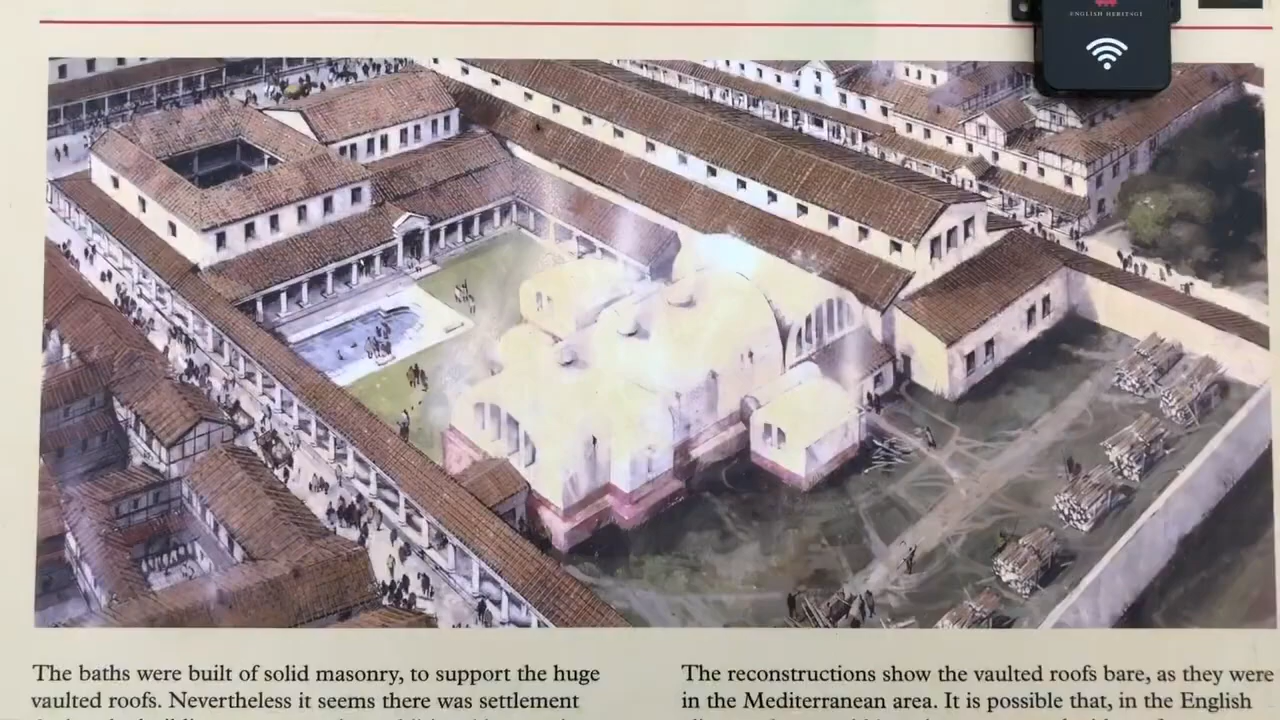 ENGLISH HERITAGE
The baths were built of solid masonry, to support the huge
vaulted roofs. Nevertheless it seems there was settlement
The reconstructions show the vaulted roofs bare, as they were
in the Mediterranean area. It is possible that, in the English